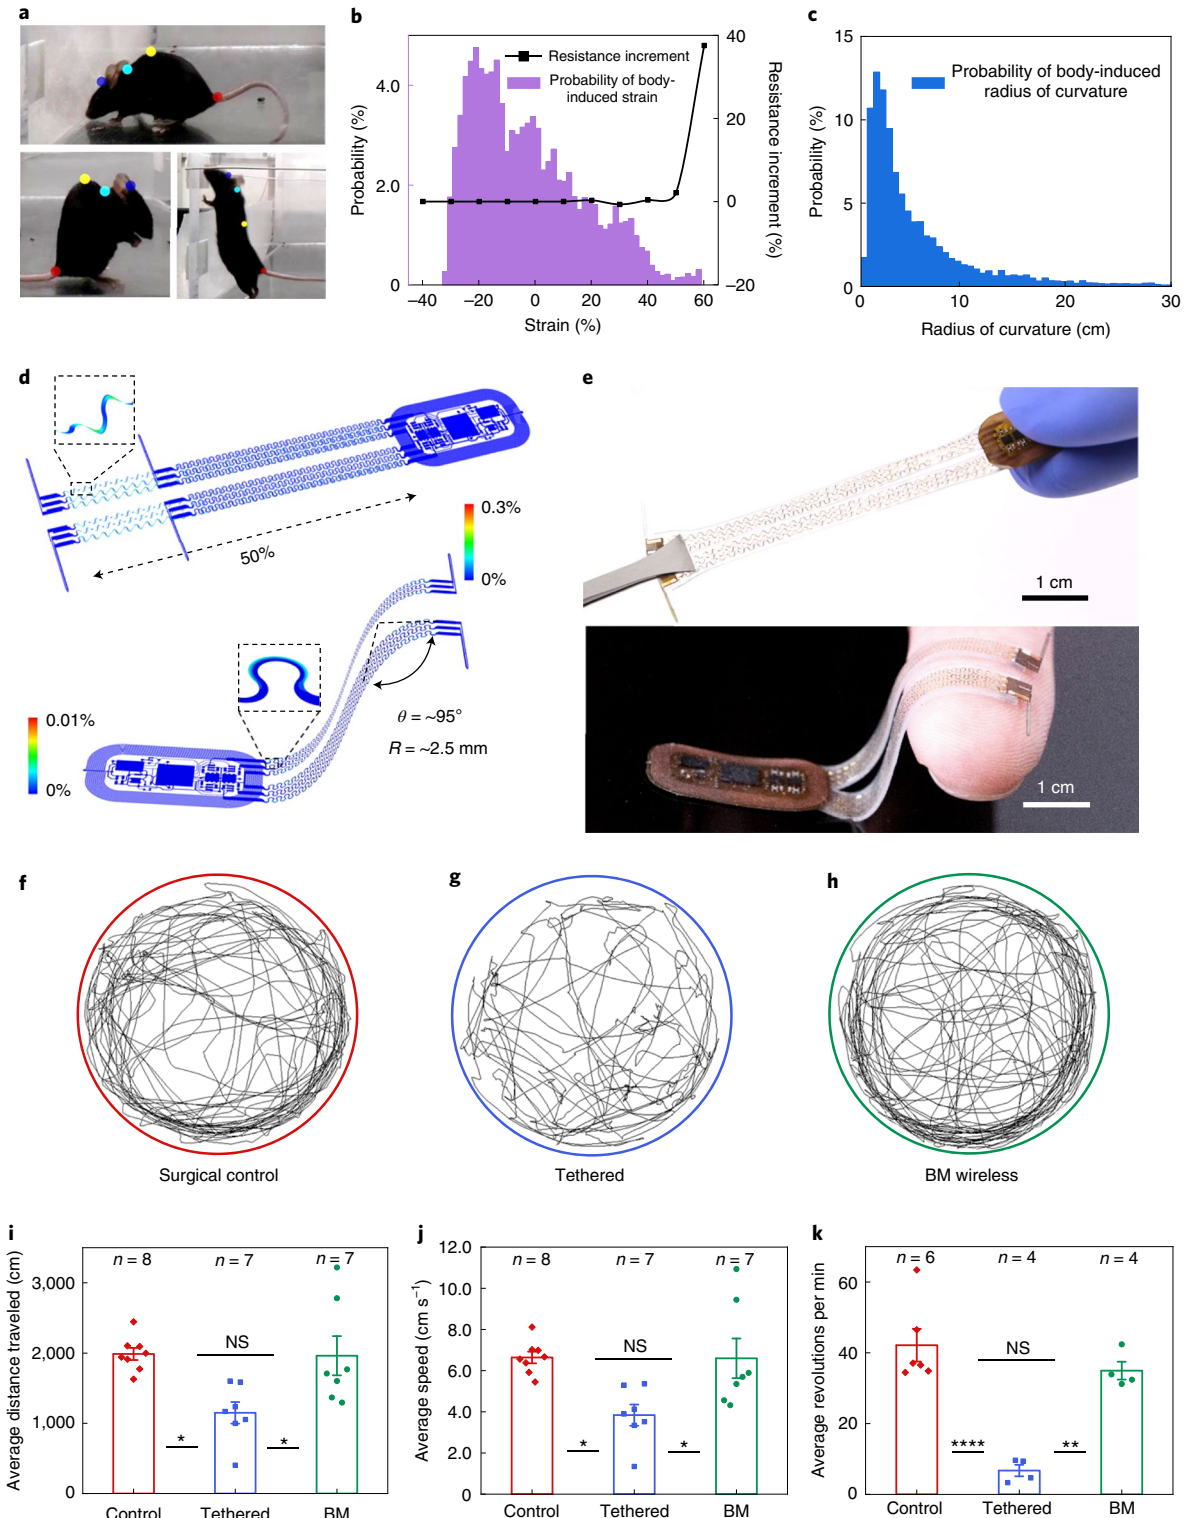 a
b
c
Resistance increment
Probability of body-
induced strain
Probability (%)
4.0
2.0
0
40
20
0
–20
Resistance increment (%)
–40
–20
0
20
40
60
Strain (%)
Probability of body-induced
radius of curvature
Probability (%)
15
10
5
0
0
10
20
30
Radius of curvature (cm)
d
e
50%
0.3%
0%
0.01%
0%
θ = ~95°
R = ~2.5 mm
1 cm
1 cm
f
g
h
Surgical control
Tethered
BM wireless
i
j
k
Average distance traveled (cm)
3,000
2,000
1,000
0
n = 8
n = 7
n = 7
NS
*
*
Control
Tethered
BM
Average speed (cm s⁻¹)
12.0
10.0
8.0
6.0
4.0
2.0
0
n = 8
n = 7
n = 7
NS
*
*
Control
Tethered
BM
Average revolutions per min
60
40
20
0
n = 6
n = 4
n = 4
NS
****
**
Control
Tethered
BM